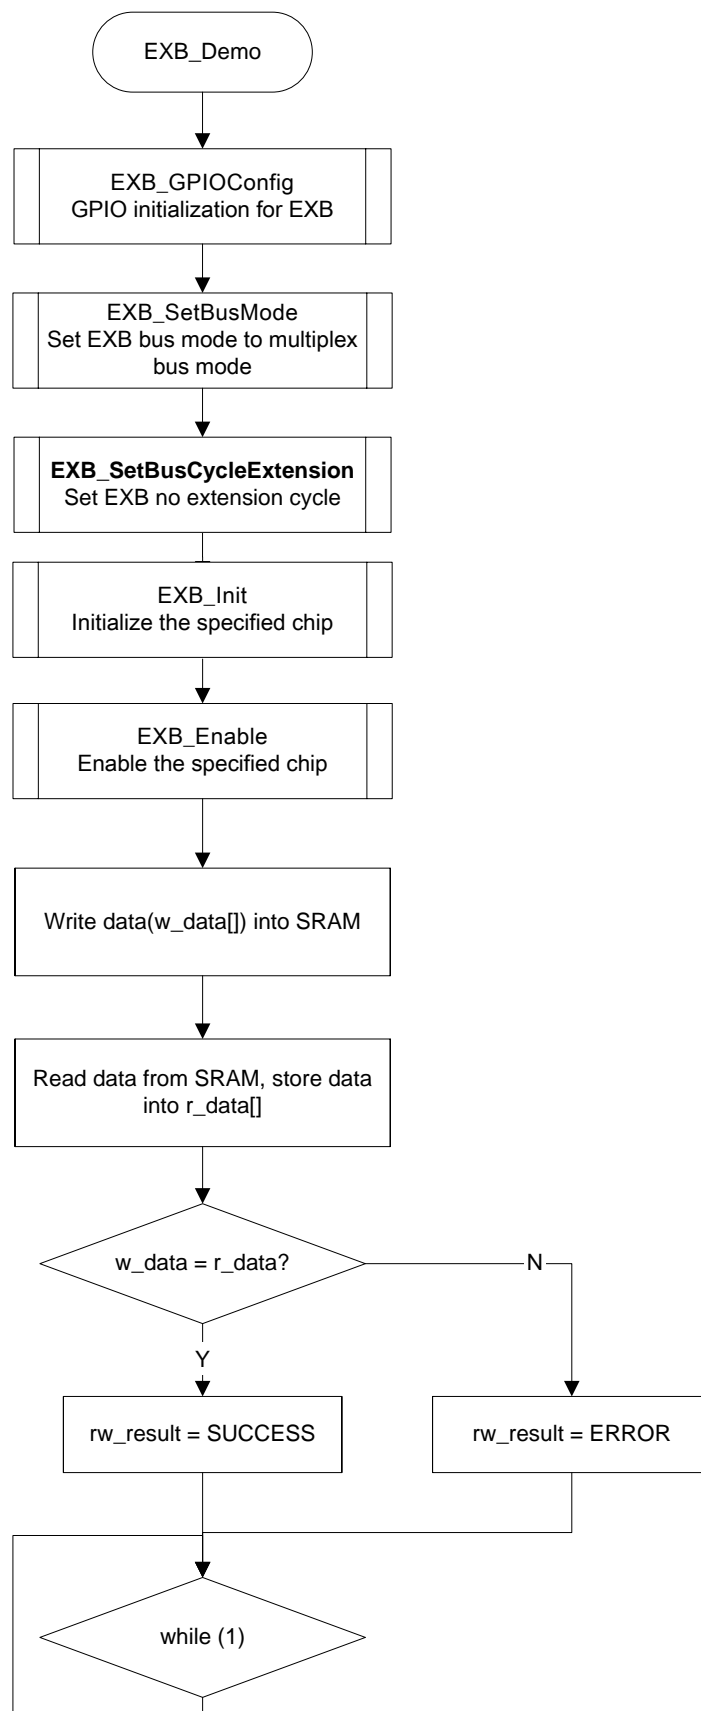 EXB_Demo
EXB_GPIOConfig
GPIO initialization for EXB
EXB_SetBusMode
Set EXB bus mode to multiplex
bus mode
EXB_SetBusCycleExtension
Set EXB no extension cycle
EXB_Init
Initialize the specified chip
EXB_Enable
Enable the specified chip
Write data(w_data[]) into SRAM
Read data from SRAM, store data
into r_data[]
w_data = r_data?
N
Y
rw_result = SUCCESS
rw_result = ERROR
while (1)